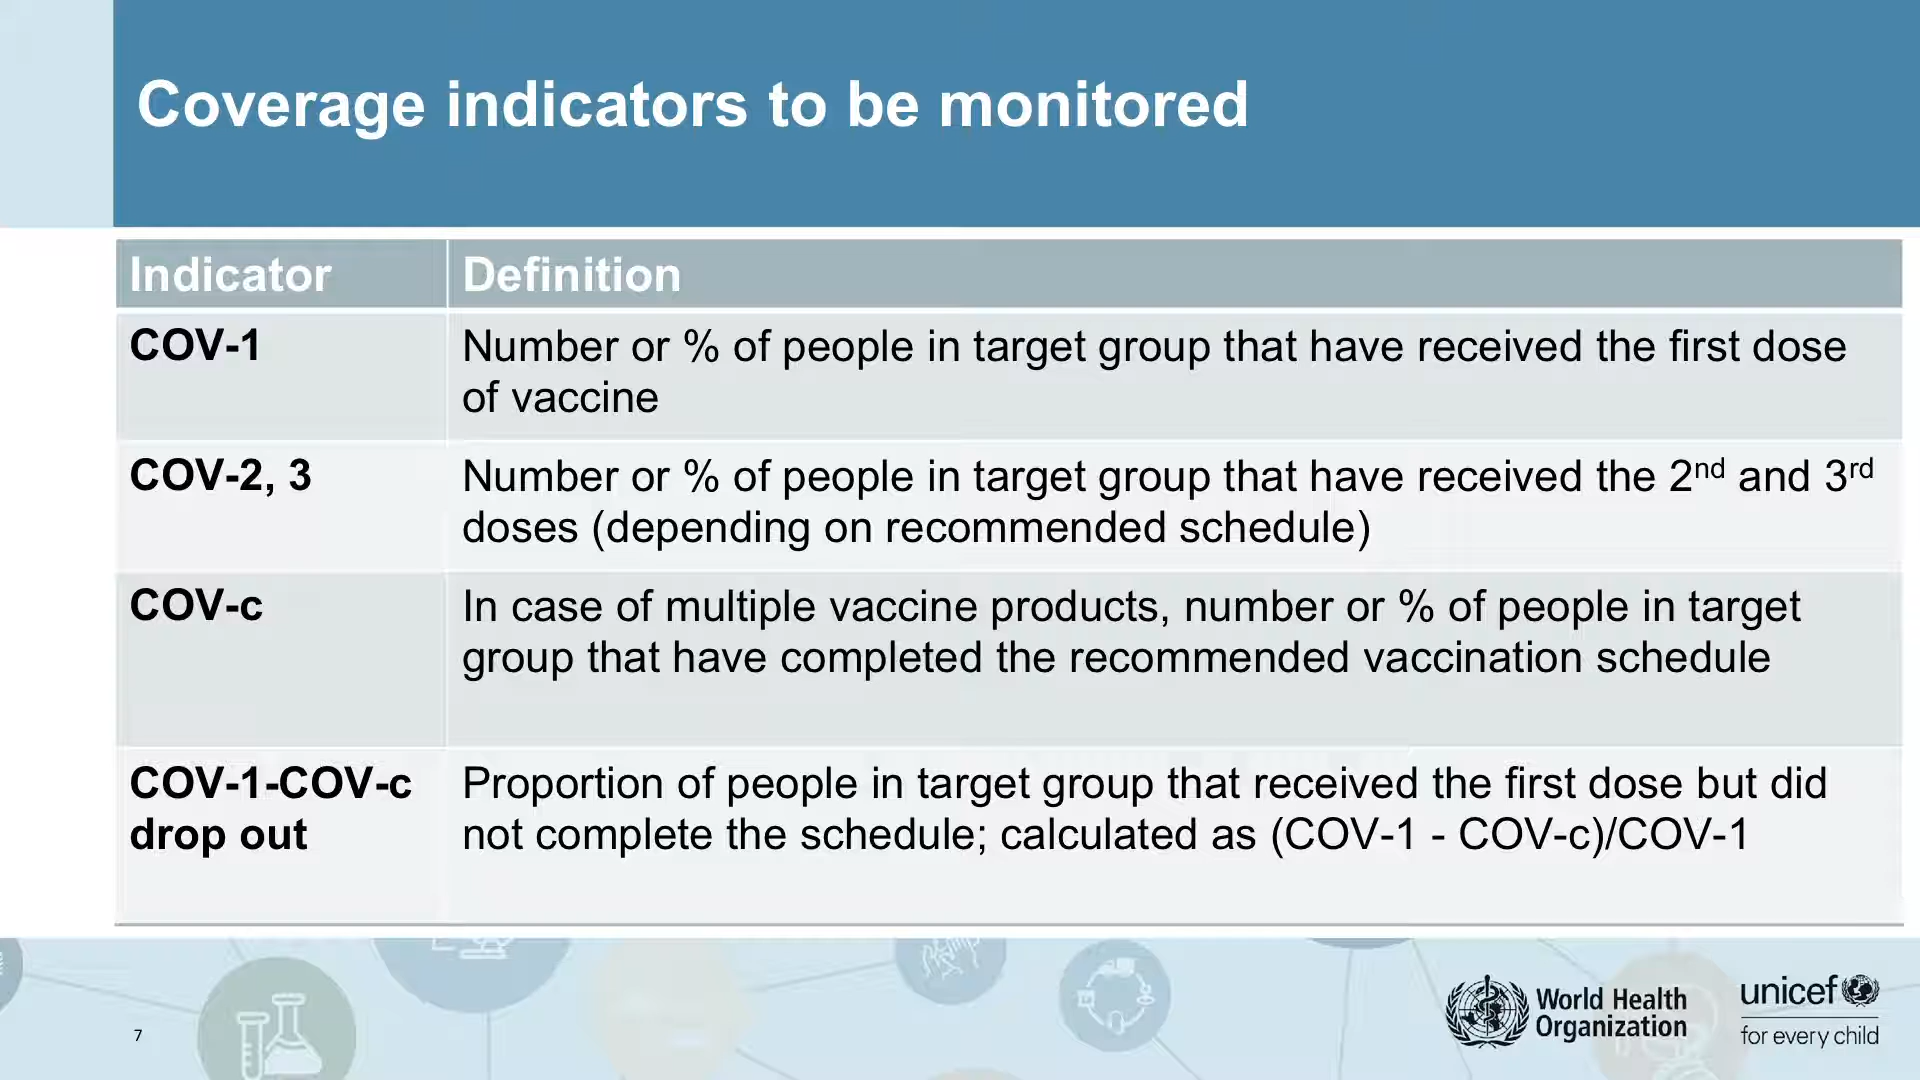 Coverage indicators to be monitored
Indicator
Definition
COV-1
Number or % of people in target group that have received the first dose
of vaccine
COV-2, 3
Number or % of people in target group that have received the 2nd and 3rd
doses (depending on recommended schedule)
COV-c
In case of multiple vaccine products, number or % of people in target
group that have completed the recommended vaccination schedule
COV-1-COV-c
drop out
Proportion of people in target group that received the first dose but did
not complete the schedule; calculated as (COV-1 - COV-c)/COV-1
7
World Health
Organization
unicef
for every child